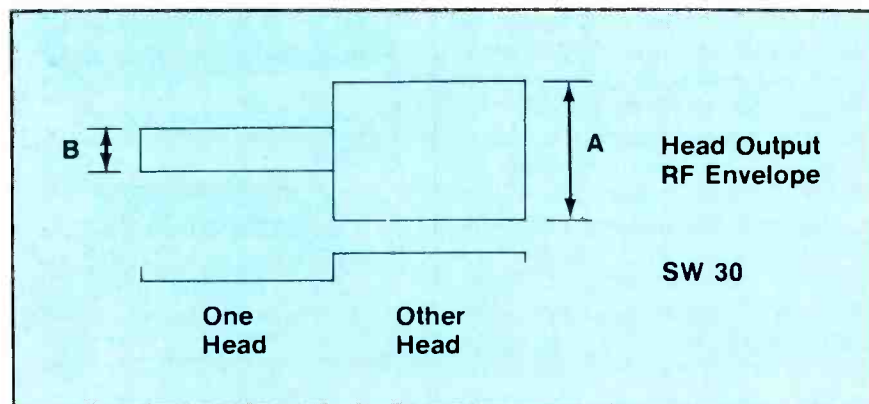 B
A
Head Output
RF Envelope
SW 30
One
Head
Other
Head